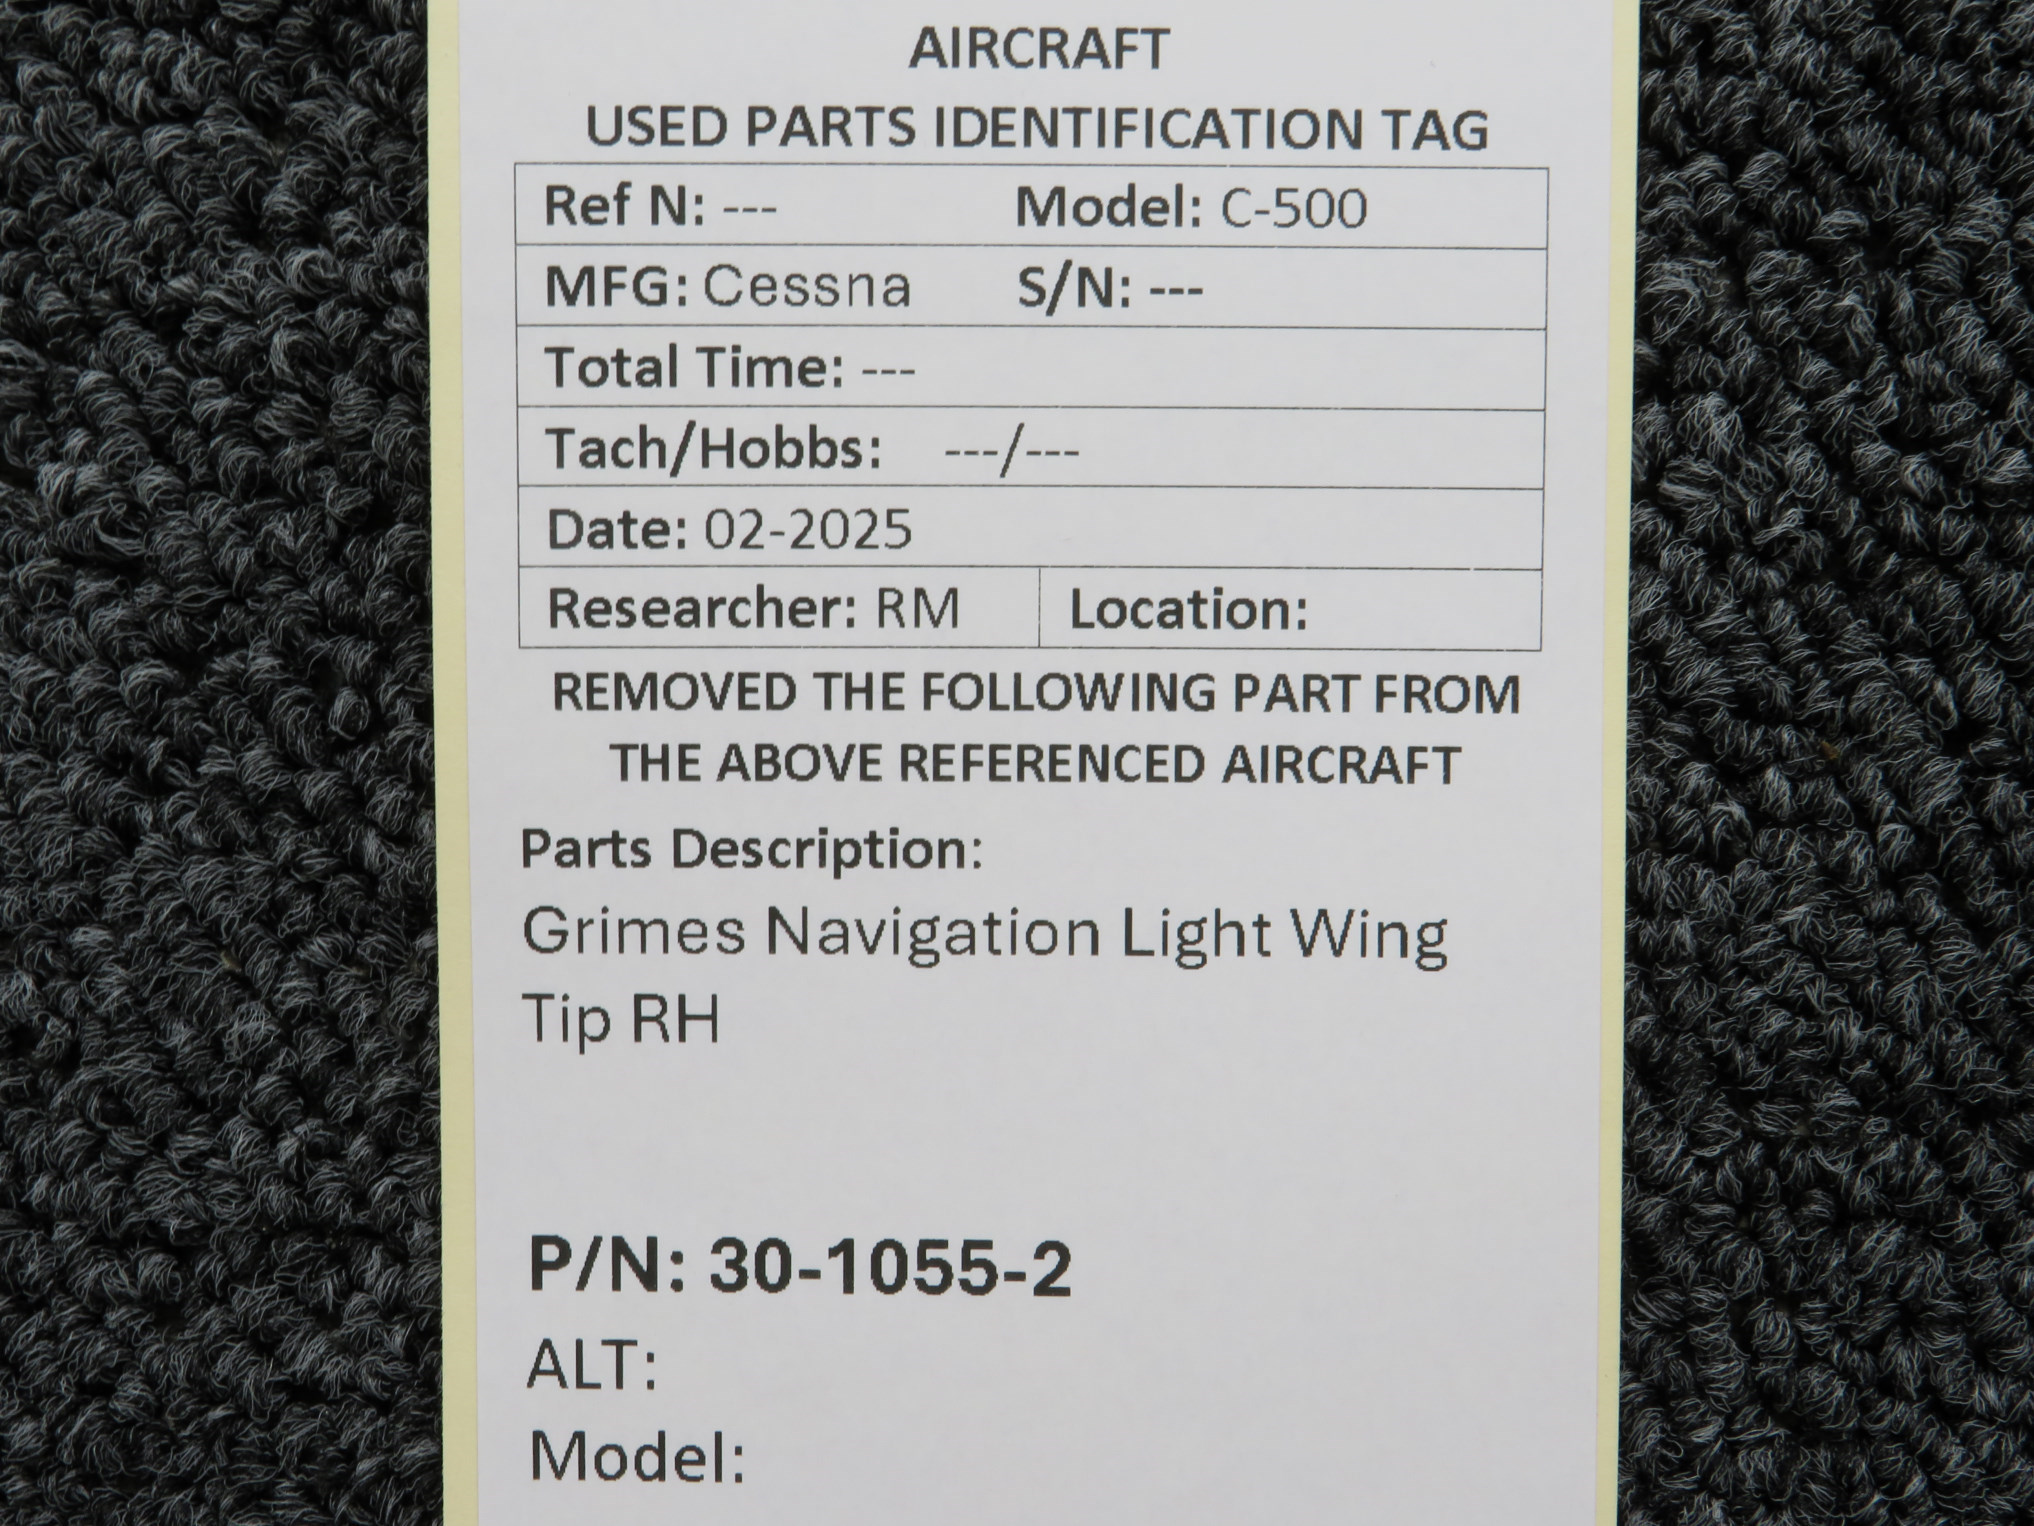 AIRCRAFT
USED PARTS IDENTIFICATION TAG
Ref N: --- Model: C-500
MFG: Cessna S/N: ---
Total Time: ---
Tach/Hobbs: ---/---
Date: 02-2025
Researcher: RM Location:
REMOVED THE FOLLOWING PART FROM
THE ABOVE REFERENCED AIRCRAFT
Parts Description:
Grimes Navigation Light Wing
Tip RH
P/N: 30-1055-2
ALT:
Model: